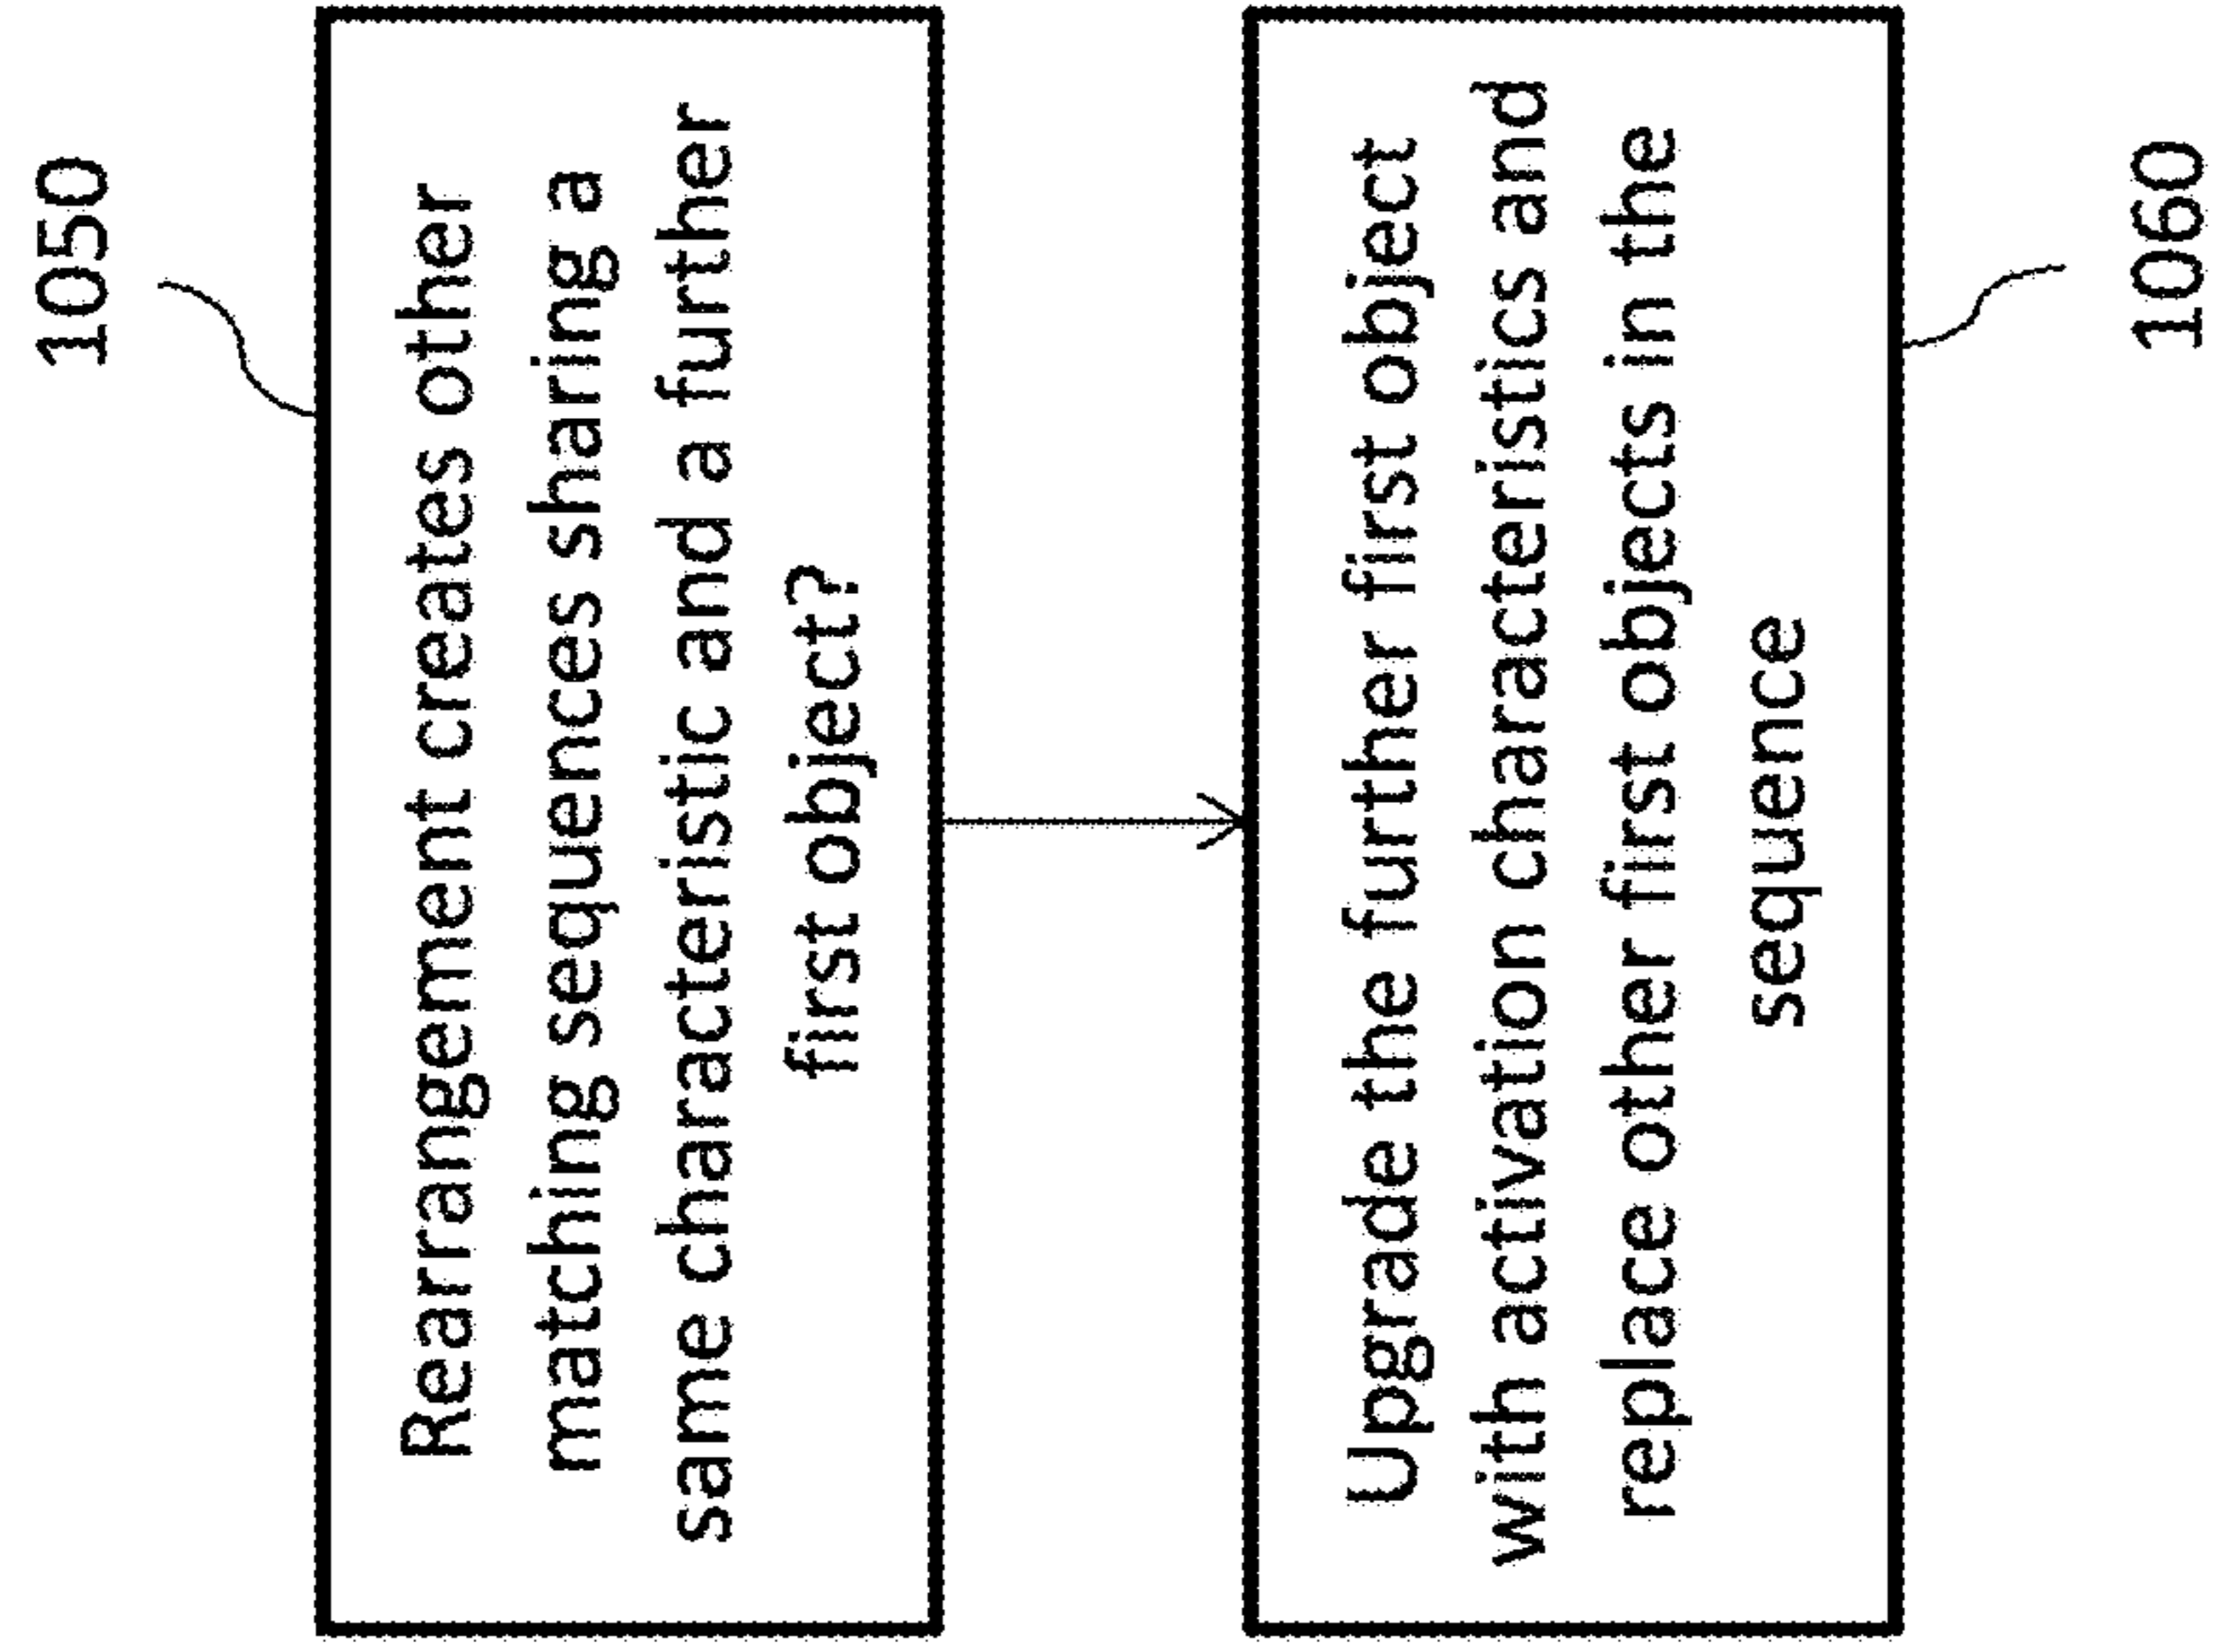 1050
Rearrangement creates other
matching sequences sharing a
same characteristic and a further
first object?
Upgrade the further first object
with activation characteristics and
replace other first objects in the
sequence
1060